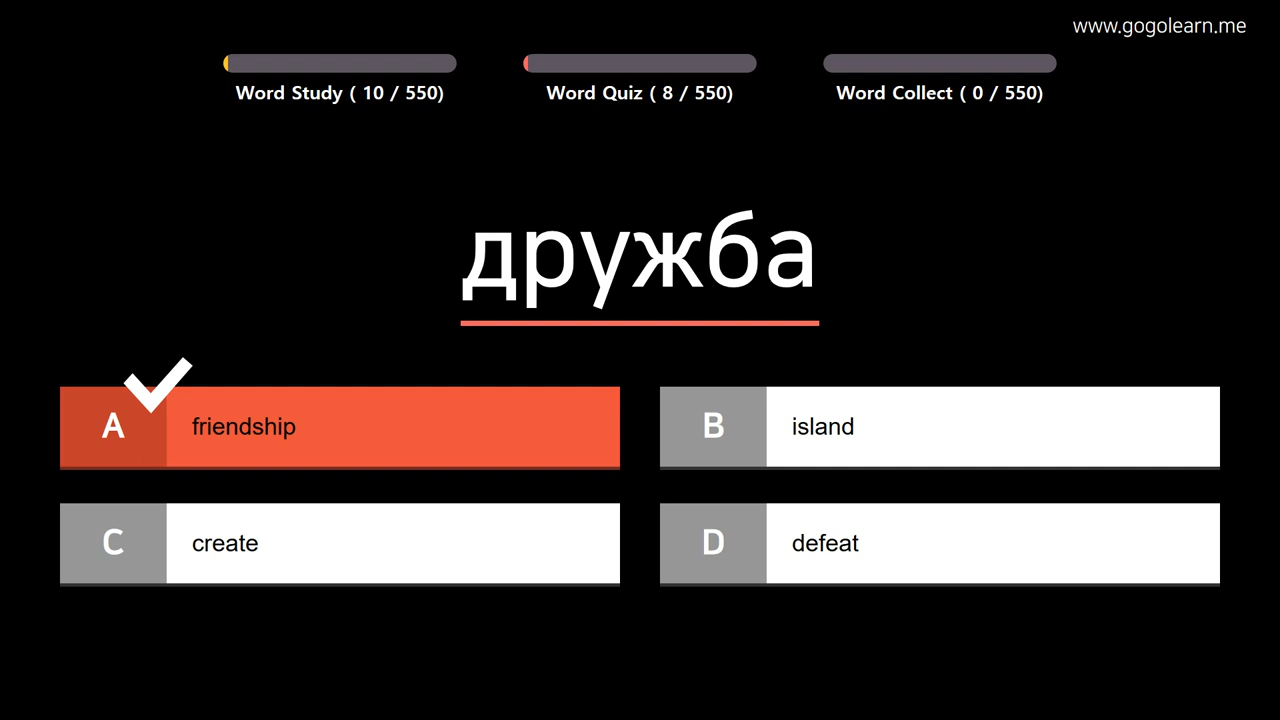 www.gogolearn.me
Word Study ( 10 / 550)
Word Quiz ( 8 / 550)
Word Collect ( 0 / 550)
дружба
A
friendship
B
island
C
create
D
defeat